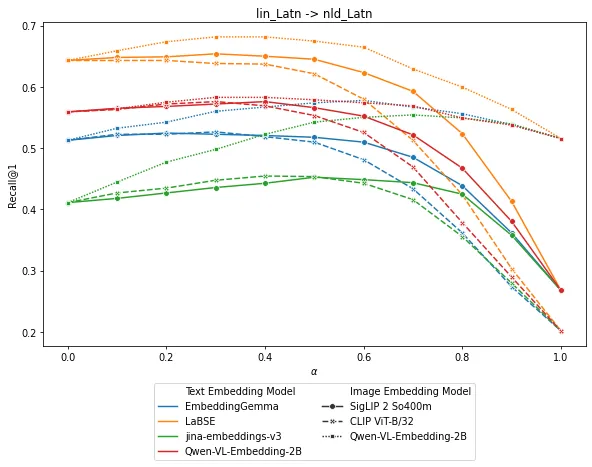 lin_Latn -> nld_Latn
Recall@1
0.7
0.6
0.5
0.4
0.3
0.2
0.0
0.2
0.4
0.6
0.8
1.0
α
Text Embedding Model
EmbeddingGemma
LaBSE
jina-embeddings-v3
Qwen-VL-Embedding-2B
Image Embedding Model
SigLIP 2 So400m
CLIP ViT-B/32
Qwen-VL-Embedding-2B